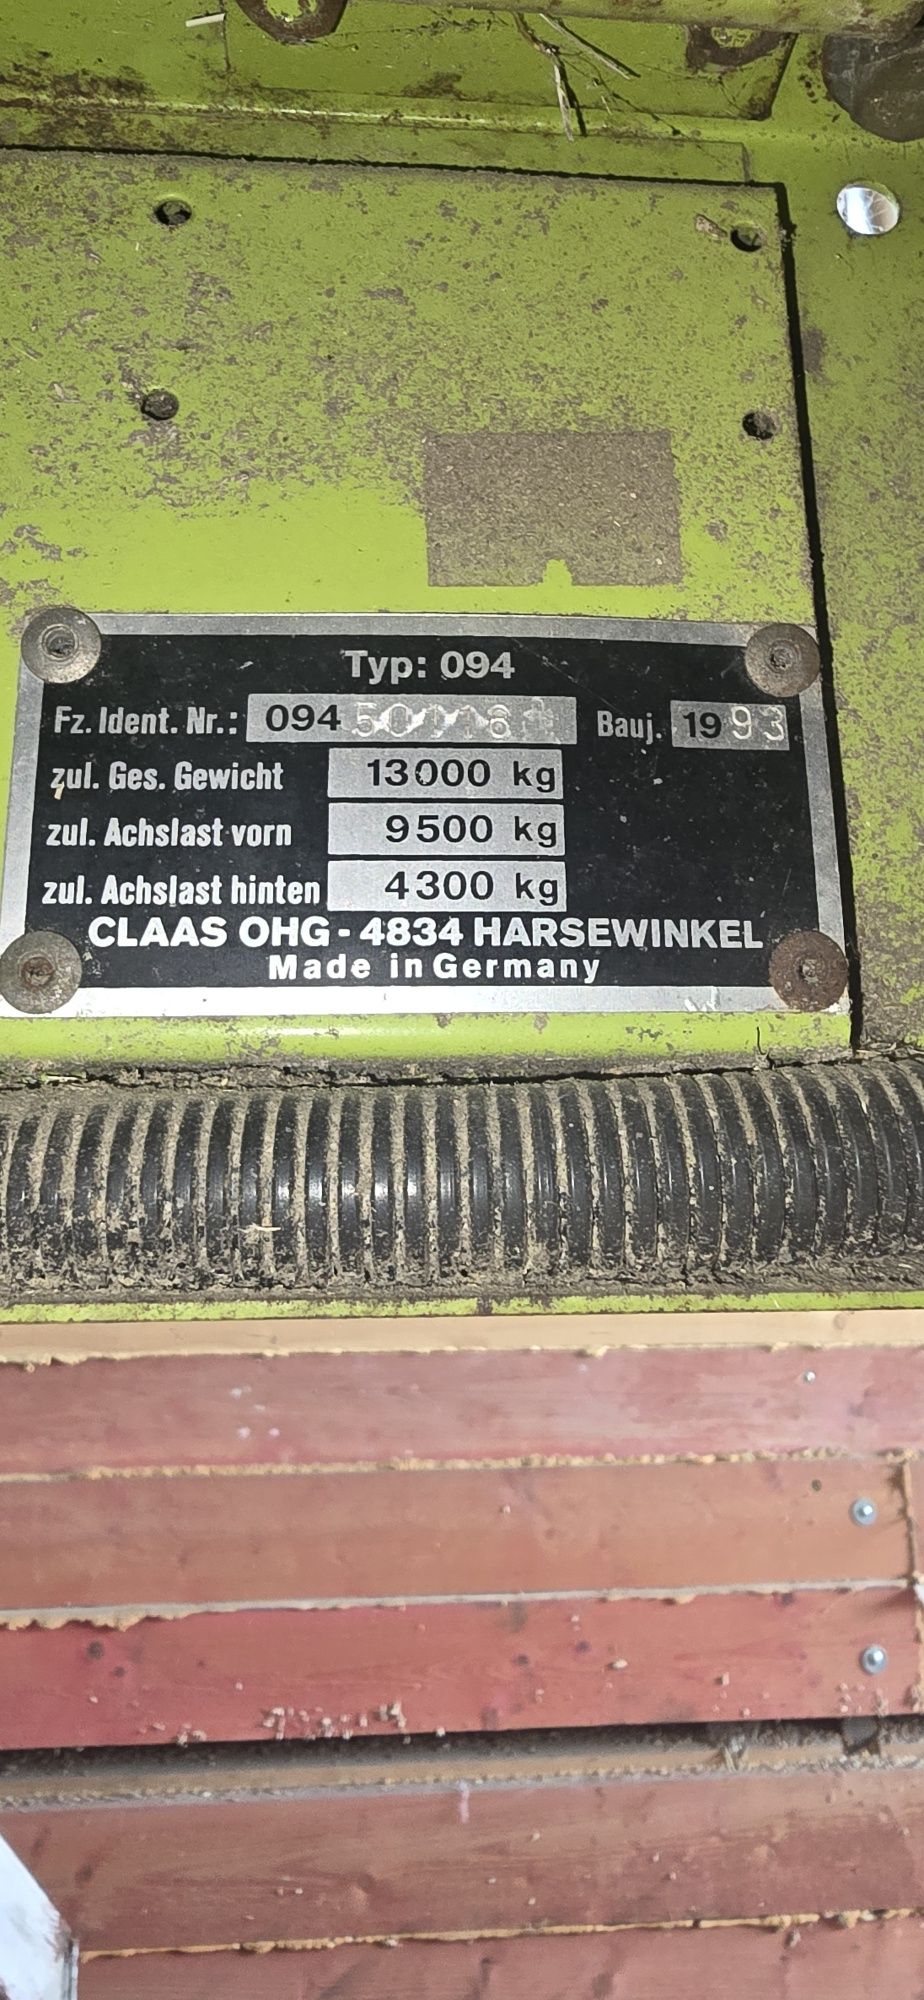 Typ: 094
Fz. Ident. Nr.: 094 Bauj. 1993
zul. Ges. Gewicht 13000 kg
zul. Achslast vorn 9500 kg
zul. Achslast hinten 4300 kg
CLAAS OHG - 4834 HARSEWINKEL
Made in Germany